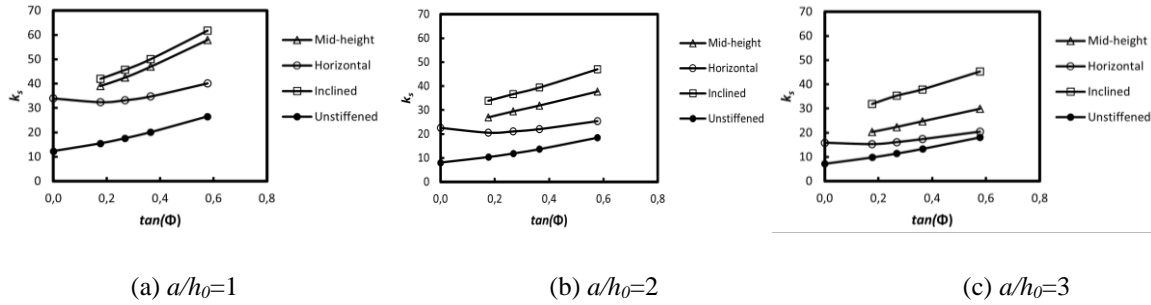 70
60
50
40
30
20
10
0
k_s
0,0 0,2 0,4 0,6 0,8
tan(Φ)
Mid-height
Horizontal
Inclined
Unstiffened
(a) a/h₀=1
70
60
50
40
30
20
10
0
k_s
0,0 0,2 0,4 0,6 0,8
tan(Φ)
Mid-height
Horizontal
Inclined
Unstiffened
(b) a/h₀=2
70
60
50
40
30
20
10
0
k_s
0,0 0,2 0,4 0,6 0,8
tan(Φ)
Mid-height
Horizontal
Inclined
Unstiffened
(c) a/h₀=3